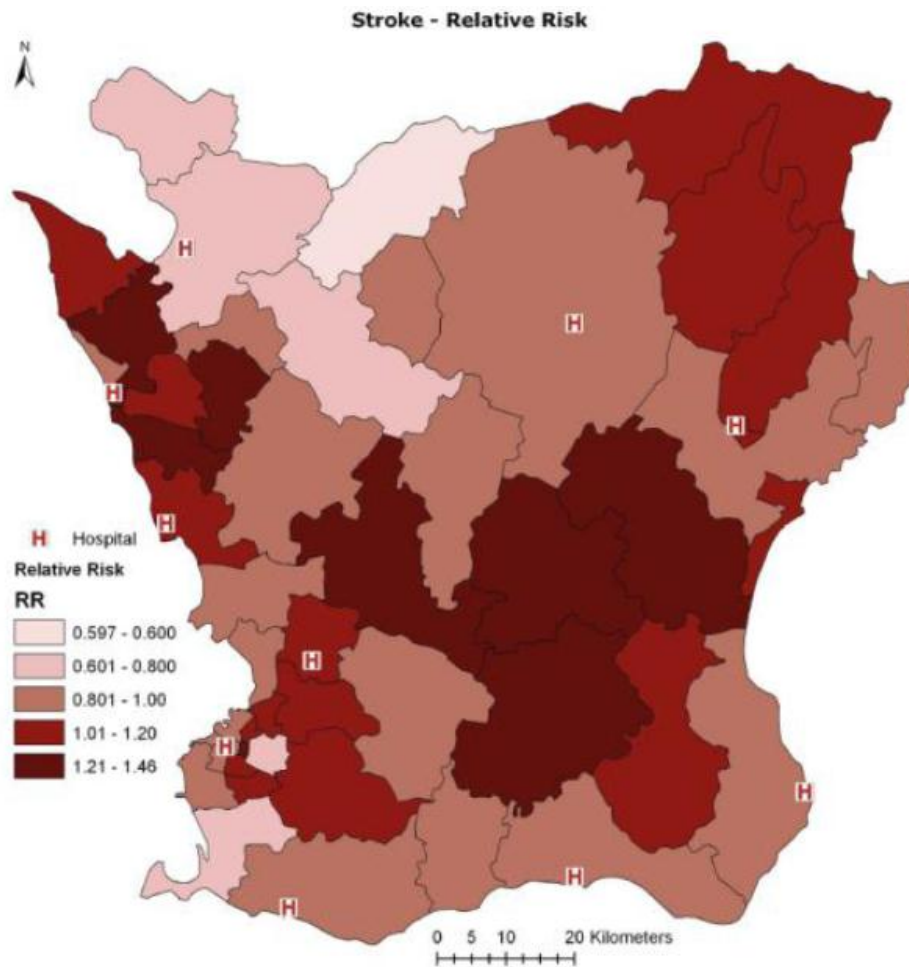 Stroke - Relative Risk
N
H
H
H
H
H
H Hospital
Relative Risk
RR
0.597 - 0.600
0.601 - 0.800
0.801 - 1.00
1.01 - 1.20
1.21 - 1.46
H
H
H
H
H
0 5 10 20 Kilometers